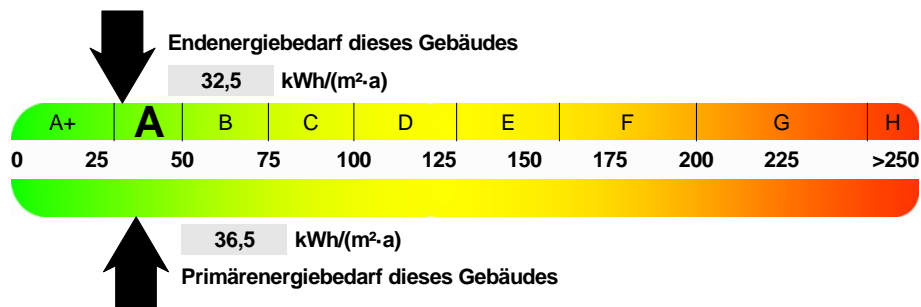 Endenergiebedarf dieses Gebäudes
32,5 kWh/(m²·a)
A+ A B C D E F G H
0 25 50 75 100 125 150 175 200 225 >250
36,5 kWh/(m²·a)
Primärenergiebedarf dieses Gebäudes